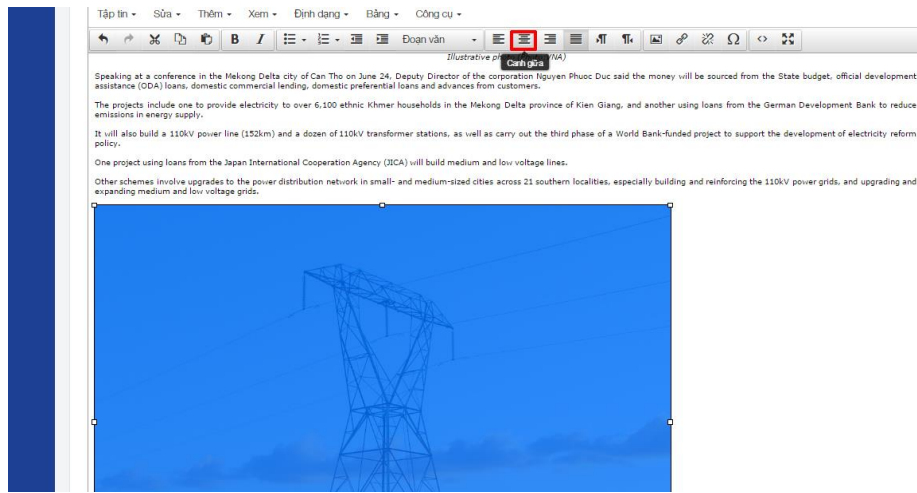 Tập tin Sửa Thêm Xem Định dạng Bảng Công cụ
B I Đoạn văn
Illustrative
NA)
Canh giữa
Speaking at a conference in the Mekong Delta city of Can Tho on June 24, Deputy Director of the corporation Nguyen Phuoc Duc said the money will be sourced from the State budget, official development
assistance (ODA) loans, domestic commercial lending, domestic preferential loans and advances from customers.
The projects include one to provide electricity to over 6,100 ethnic Khmer households in the Mekong Delta province of Kien Giang, and another using loans from the German Development Bank to reduce
emissions in energy supply.
It will also build a 110kV power line (152km) and a dozen of 110kV transformer stations, as well as carry out the third phase of a World Bank-funded project to support the development of electricity reform
policy.
One project using loans from the Japan International Cooperation Agency (JICA) will build medium and low voltage lines.
Other schemes involve upgrades to the power distribution network in small- and medium-sized cities across 21 southern localities, especially building and reinforcing the 110kV power grids, and upgrading and
expanding medium and low voltage grids.